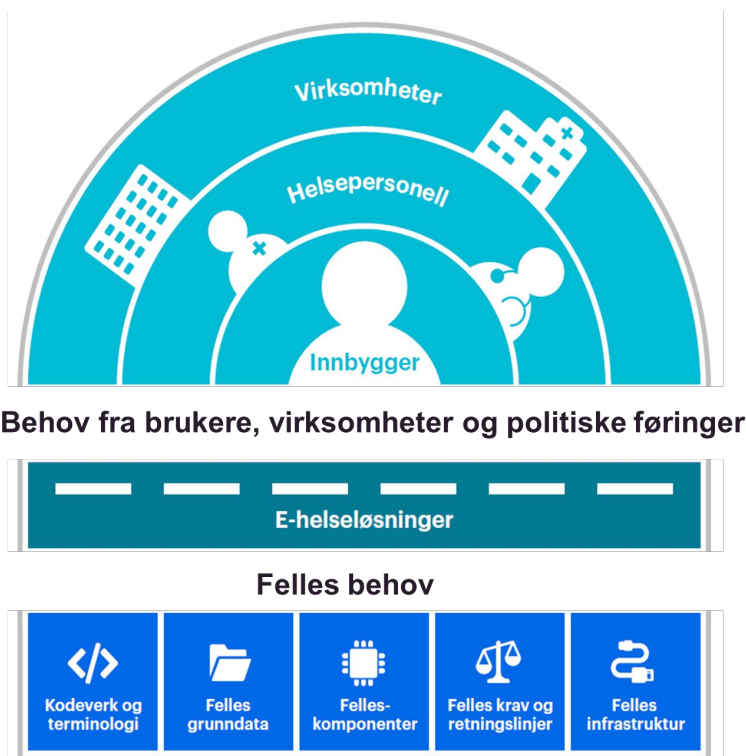 Virksomheter
Helsepersonell
Innbygger
Behov fra brukere, virksomheter og politiske føringer
E-helseløsninger
Felles behov
Kodeverk og
terminologi
Felles
grunndata
Felles-
komponenter
Felles krav og
retningslinjer
Felles
infrastruktur